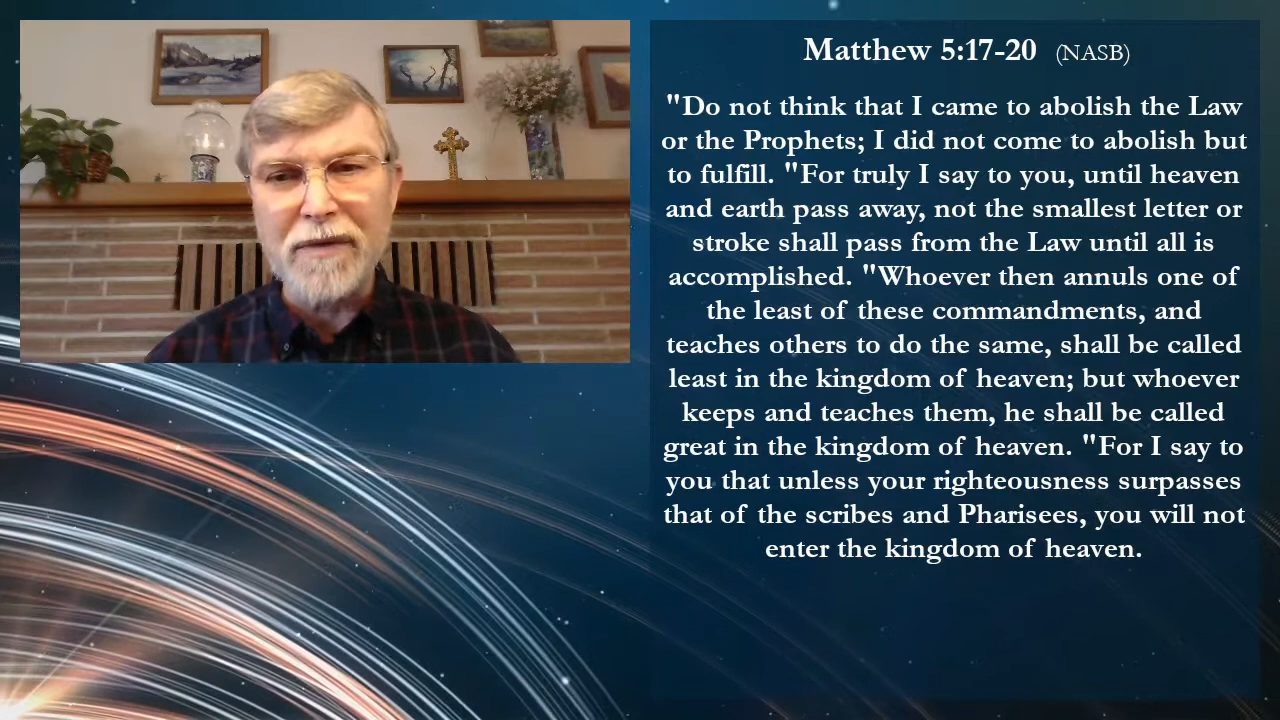 Matthew 5:17-20 (NASB)
"Do not think that I came to abolish the Law
or the Prophets; I did not come to abolish but
to fulfill. "For truly I say to you, until heaven
and earth pass away, not the smallest letter or
stroke shall pass from the Law until all is
accomplished. "Whoever then annuls one of
the least of these commandments, and
teaches others to do the same, shall be called
least in the kingdom of heaven; but whoever
keeps and teaches them, he shall be called
great in the kingdom of heaven. "For I say to
you that unless your righteousness surpasses
that of the scribes and Pharisees, you will not
enter the kingdom of heaven.